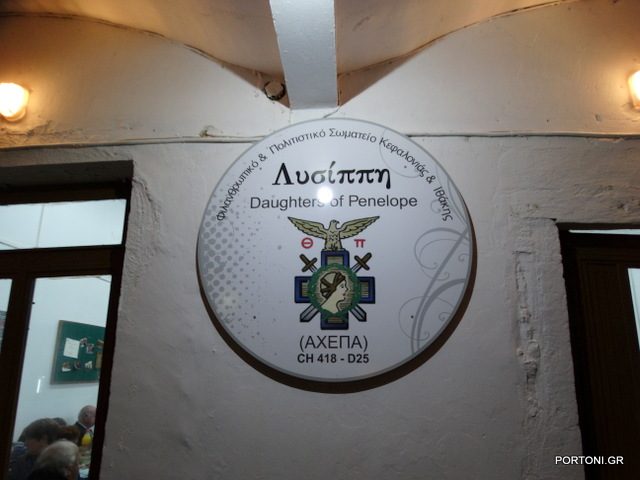 Φιλανθρωπικό & Πολιτιστικό Σωματείο Κεφαλονιάς & Ιθάκης
Λυσίππη
Daughters of Penelope
Θ Π
(ΑΧΕΠΑ)
CH 418 - D25
PORTONI.GR